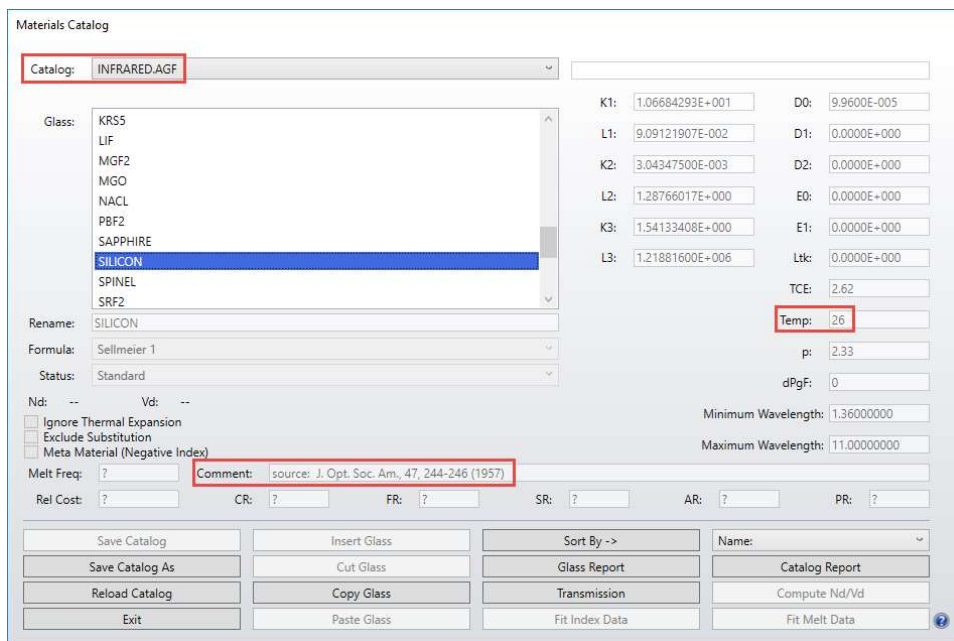 Materials Catalog
Catalog: INFRARED.AGF
K1: 1.06684293E+001 D0: 9.9600E-005
Glass: KRS5
LIF
L1: 9.09121907E-002 D1: 0.0000E+000
MGF2
K2: 3.04347500E-003 D2: 0.0000E+000
MGO
NACL
L2: 1.28766017E+000 E0: 0.0000E+000
PBF2
K3: 1.54133408E+000 E1: 0.0000E+000
SAPPHIRE
SILICON
L3: 1.21881600E+006 Ltk: 0.0000E+000
SPINEL
TCE: 2.62
SRF2
Rename: SILICON
Temp: 26
Formula: Sellmeier 1
p: 2.33
Status: Standard
dPgF: 0
Nd: -- Vd: --
Minimum Wavelength: 1.36000000
Ignore Thermal Expansion
Exclude Substitution
Maximum Wavelength: 11.00000000
Meta Material (Negative Index)
Melt Freq: ? Comment: source: J. Opt. Soc. Am., 47, 244-246 (1957)
Rel Cost: ? CR: ? FR: ? SR: ? AR: ? PR: ?
Save Catalog Insert Glass Sort By -> Name:
Save Catalog As Cut Glass Glass Report Catalog Report
Reload Catalog Copy Glass Transmission Compute Nd/Vd
Exit Paste Glass Fit Index Data Fit Melt Data ?